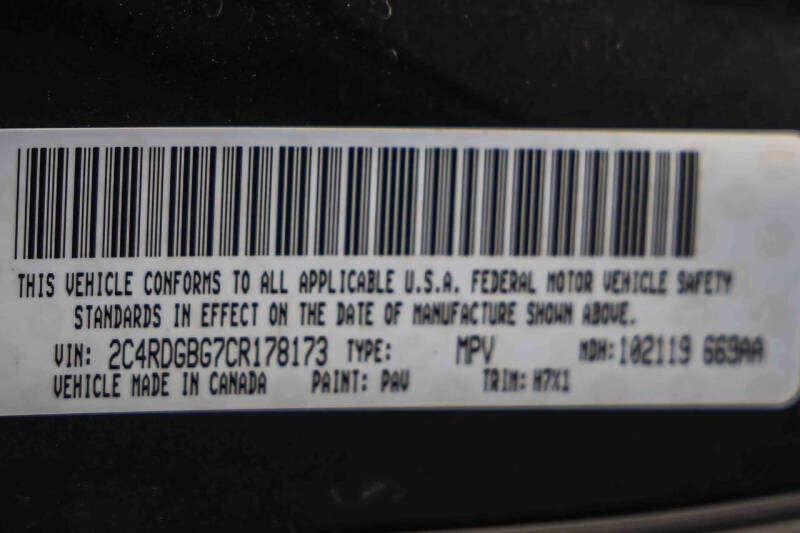 THIS VEHICLE CONFORMS TO ALL APPLICABLE U.S.A. FEDERAL MOTOR VEHICLE SAFETY
STANDARDS IN EFFECT ON THE DATE OF MANUFACTURE SHOWN ABOVE.
VIN: 2C4RDGBG7CR178173 TYPE: MPV MDH:102119 669AA
VEHICLE MADE IN CANADA PAINT: PAV TRIM: H7X1